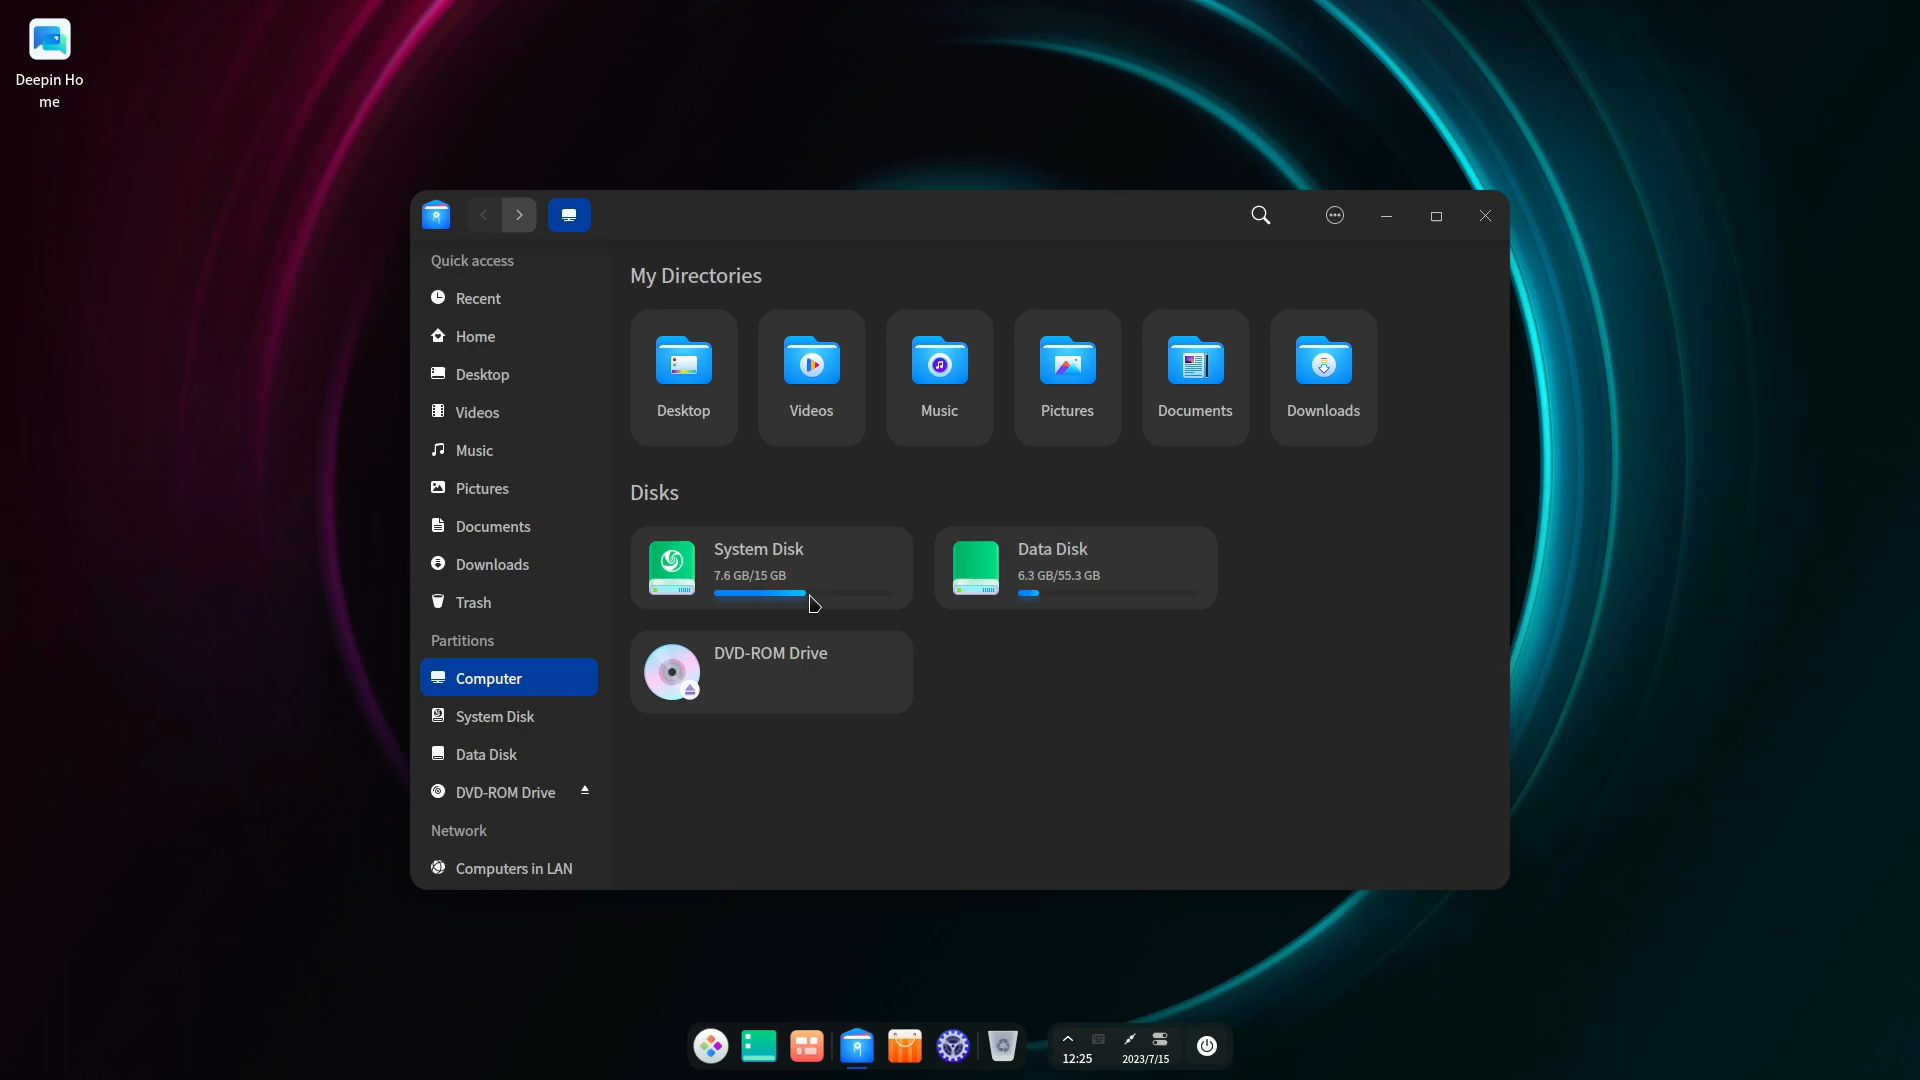 Deepin Ho
me
Quick access
Recent
Home
Desktop
Videos
Music
Pictures
Documents
Downloads
Trash
Partitions
Computer
System Disk
Data Disk
DVD-ROM Drive
Network
Computers in LAN
My Directories
Desktop
Videos
Music
Pictures
Documents
Downloads
Disks
System Disk
7.6 GB/15 GB
Data Disk
6.3 GB/55.3 GB
DVD-ROM Drive
12:25
2023/7/15